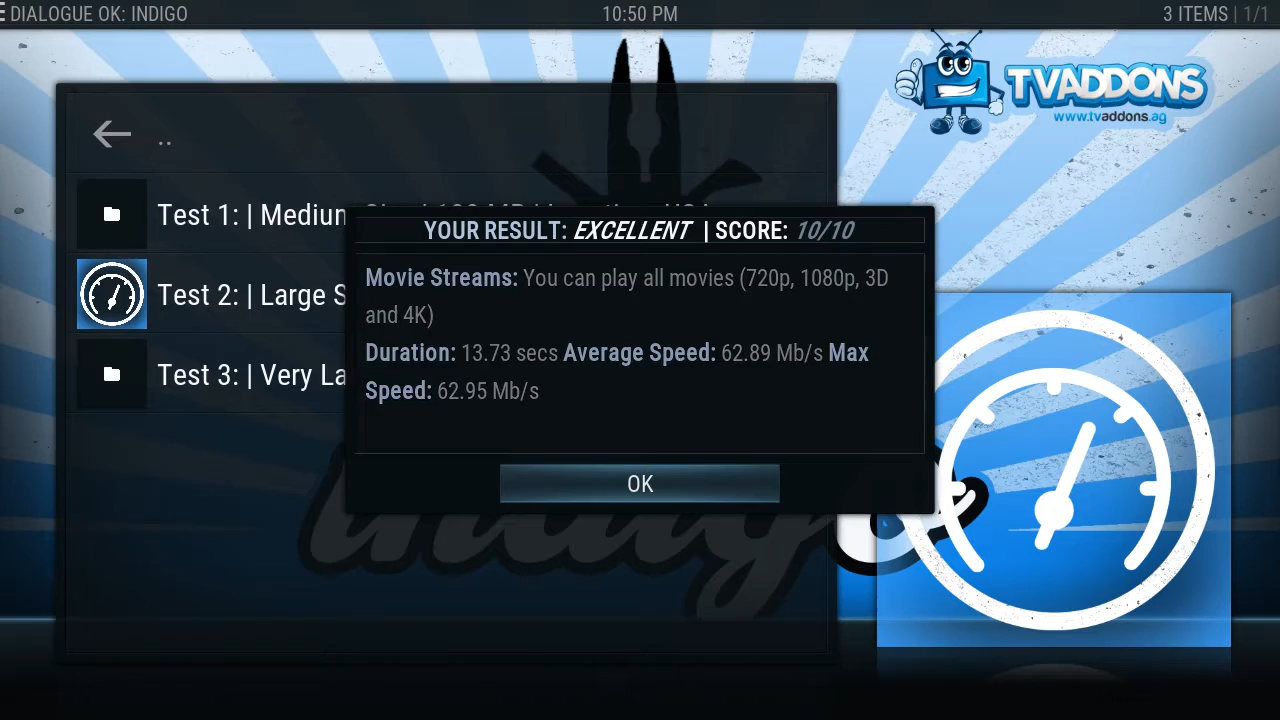 DIALOGUE OK: INDIGO
10:50 PM
3 ITEMS | 1/1
TVADDONS
www.tvaddons.ag
..
Test 1: | Medium
Test 2: | Large S
Test 3: | Very La
YOUR RESULT: EXCELLENT | SCORE: 10/10
Movie Streams: You can play all movies (720p, 1080p, 3D
and 4K)
Duration: 13.73 secs Average Speed: 62.89 Mb/s Max
Speed: 62.95 Mb/s
OK
indigo